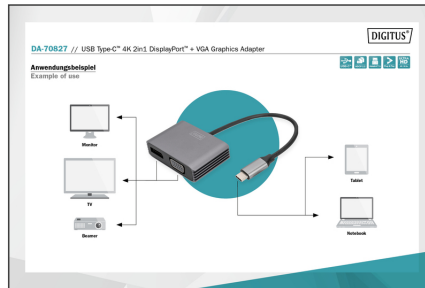 DIGITUS®
DA-70827 // USB Type-C™ 4K 2in1 DisplayPort™ + VGA Graphics Adapter
Anwendungsbeispiel
Example of use
Monitor
TV
Beamer
Tablet
Notebook